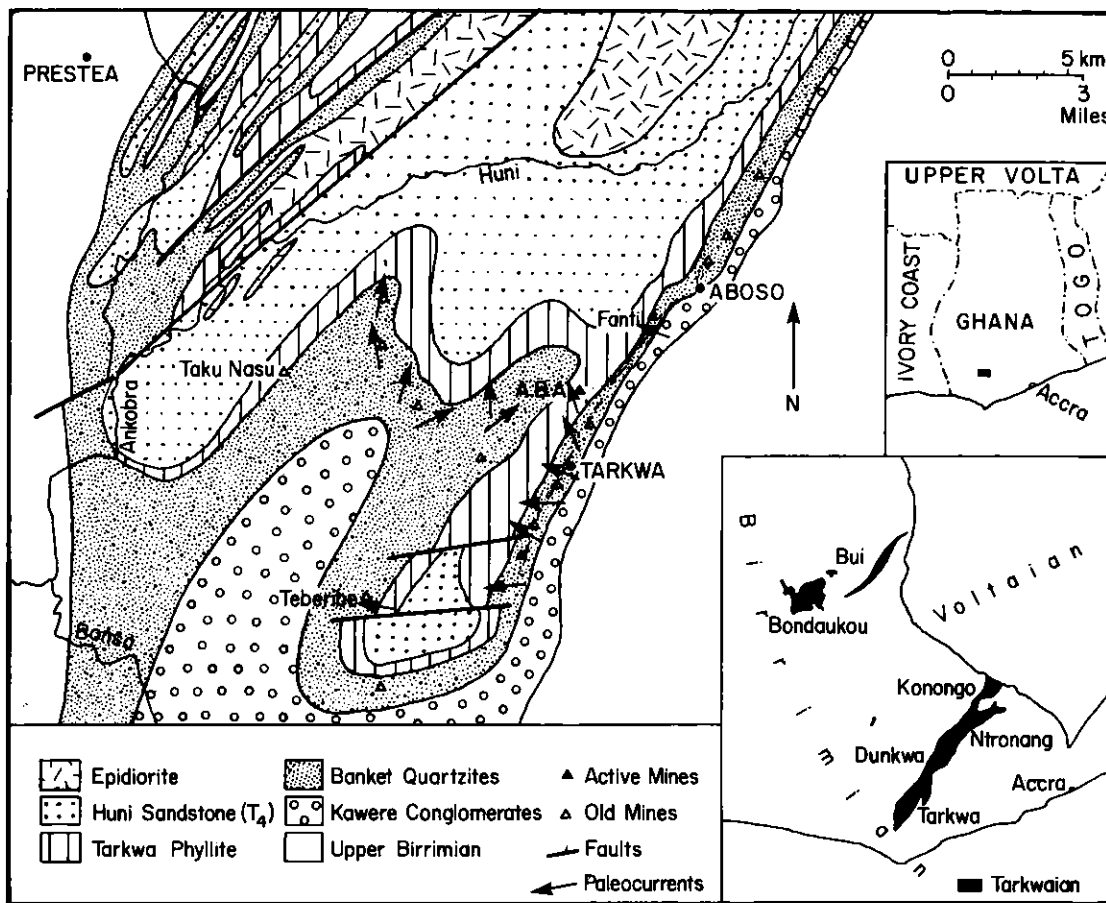 PRESTEA
0 5 km
0 3
Miles
Huni
UPPER VOLTA
IVORY COAST
GHANA
TOGO
Accra
ABOSO
Fanti
N
Taku Nasu
ABA
Ankobra
TARKWA
Teberibe
Bonsa
Birrimian
Voltaian
Bui
Bondaukou
Konongo
Ntronang
Dunkwa
Accra
Tarkwa
Tarkwaian
Epidiorite
Huni Sandstone (T4)
Tarkwa Phyllite
Banket Quartzites
Kawere Conglomerates
Upper Birrimian
Active Mines
Old Mines
Faults
Paleocurrents